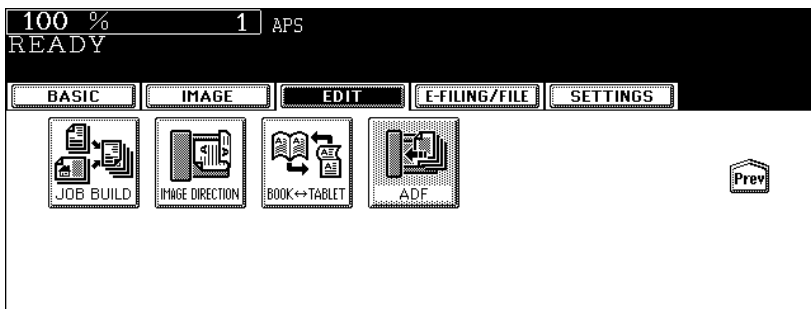 100 % 1 APS
READY
BASIC IMAGE EDIT E-FILING/FILE SETTINGS
JOB BUILD IMAGE DIRECTION BOOK↔TABLET ADF Prev